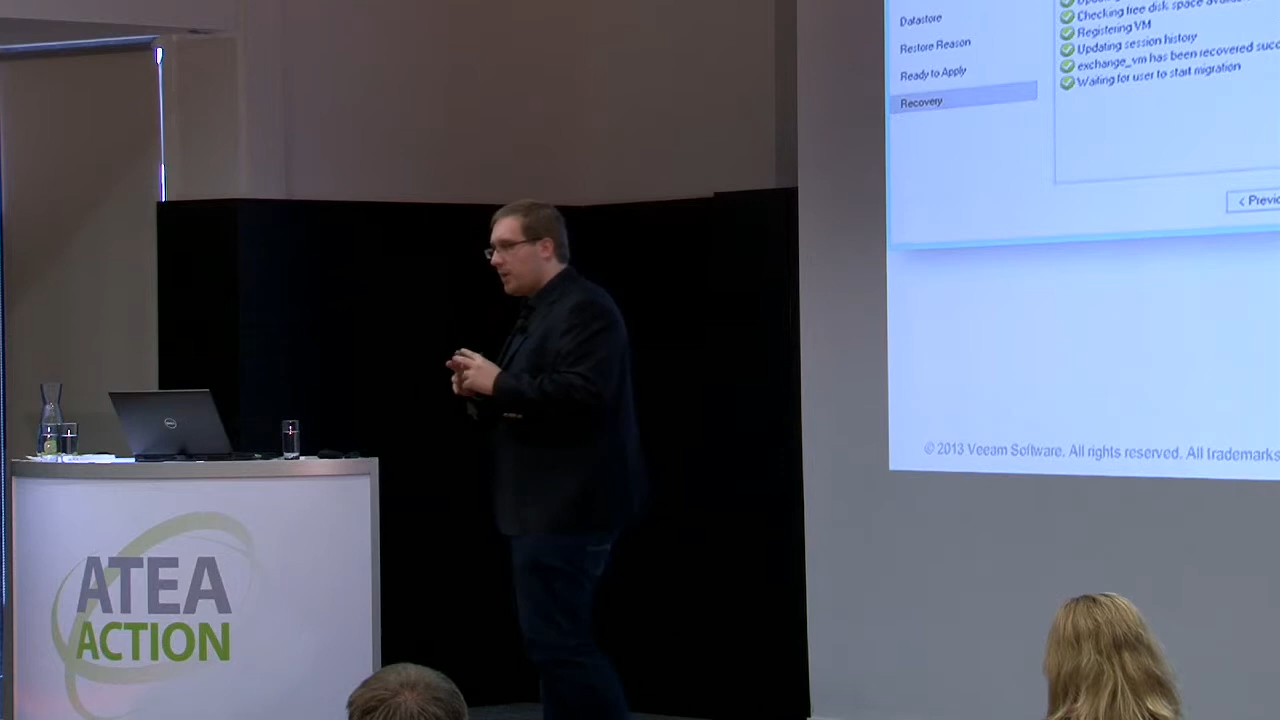 Datastore
Restore Reason
Ready to Apply
Recovery
Checking free disk space
Registering VM
Updating session history
exchange_vm has been recovered
Waiting for user to start migration
<
© 2013 Veeam Software. All rights reserved. All trademarks
DELL
ATEA
ACTION